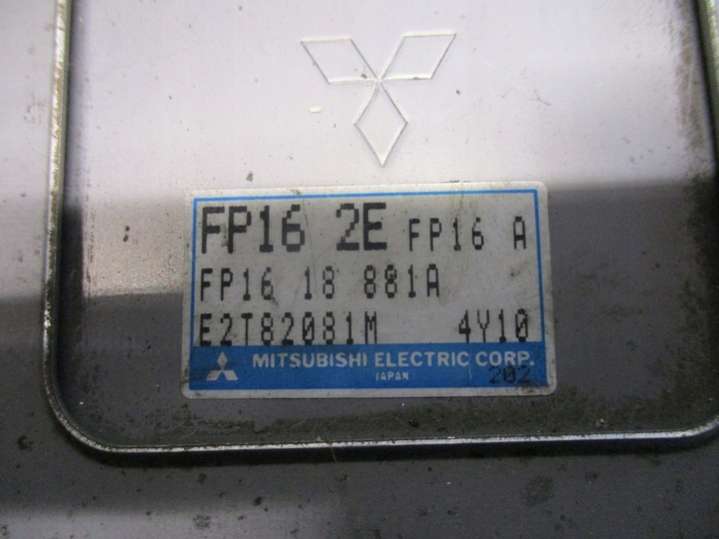 FP16 2E FP16 A
FP16 18 881A
E2T82081M 4Y10
MITSUBISHI ELECTRIC CORP.
JAPAN 202